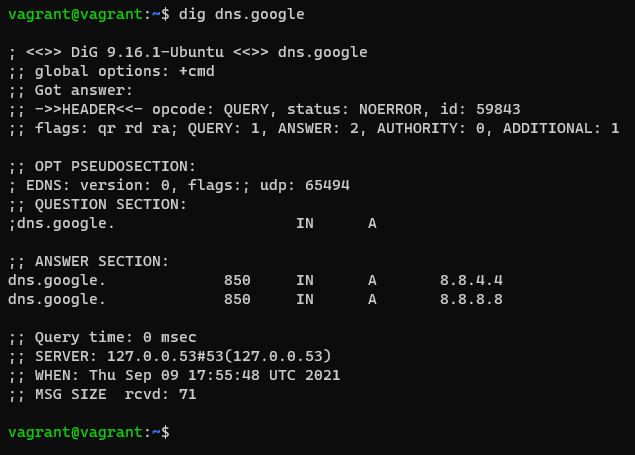 vagrant@vagrant:~$ dig dns.google

; <<>> DiG 9.16.1-Ubuntu <<>> dns.google
;; global options: +cmd
;; Got answer:
;; ->>HEADER<<- opcode: QUERY, status: NOERROR, id: 59843
;; flags: qr rd ra; QUERY: 1, ANSWER: 2, AUTHORITY: 0, ADDITIONAL: 1

;; OPT PSEUDOSECTION:
; EDNS: version: 0, flags:; udp: 65494
;; QUESTION SECTION:
;dns.google.                    IN      A

;; ANSWER SECTION:
dns.google.             850     IN      A       8.8.4.4
dns.google.             850     IN      A       8.8.8.8

;; Query time: 0 msec
;; SERVER: 127.0.0.53#53(127.0.0.53)
;; WHEN: Thu Sep 09 17:55:48 UTC 2021
;; MSG SIZE  rcvd: 71

vagrant@vagrant:~$